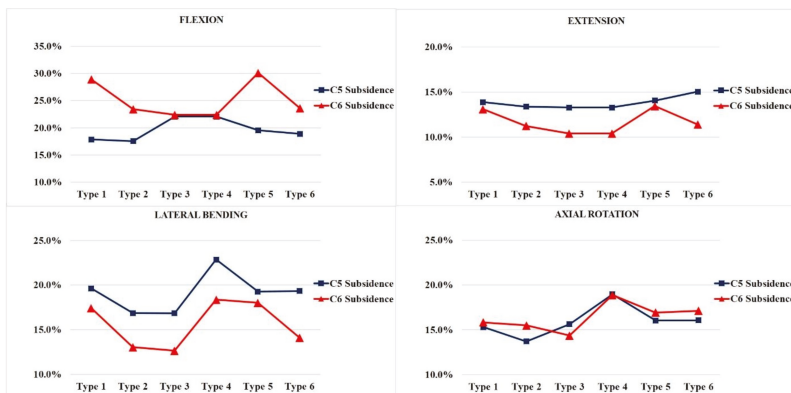 FLEXION
35.0%
30.0%
25.0%
20.0%
15.0%
10.0%
Type 1 Type 2 Type 3 Type 4 Type 5 Type 6
C5 Subsidence
C6 Subsidence
EXTENSION
20.0%
15.0%
10.0%
5.0%
Type 1 Type 2 Type 3 Type 4 Type 5 Type 6
C5 Subsidence
C6 Subsidence
LATERAL BENDING
25.0%
20.0%
15.0%
10.0%
Type 1 Type 2 Type 3 Type 4 Type 5 Type 6
C5 Subsidence
C6 Subsidence
AXIAL ROTATION
25.0%
20.0%
15.0%
10.0%
Type 1 Type 2 Type 3 Type 4 Type 5 Type 6
C5 Subsidence
C6 Subsidence